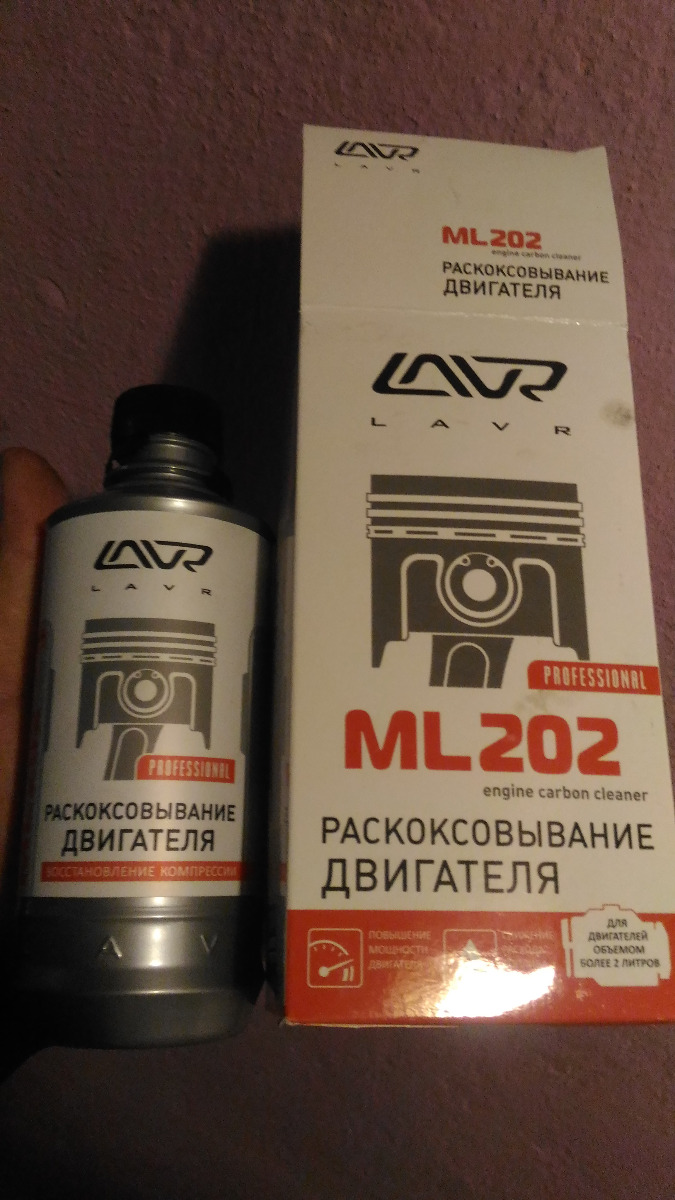 LAVR
LAVR
ML202
engine carbon cleaner
РАСКОКСОВЫВАНИЕ
ДВИГАТЕЛЯ
LAVR
LAVR
PROFESSIONAL
ML202
engine carbon cleaner
РАСКОКСОВЫВАНИЕ
ДВИГАТЕЛЯ
ПОВЫШЕНИЕ
МОЩНОСТИ
ДВИГАТЕЛЯ
ДЛЯ
ДВИГАТЕЛЕЙ
ОБЪЕМОМ
БОЛЕЕ 2 ЛИТРОВ
LAVR
LAVR
PROFESSIONAL
РАСКОКСОВЫВАНИЕ
ДВИГАТЕЛЯ
ВОССТАНОВЛЕНИЕ КОМПРЕССИИ
A V